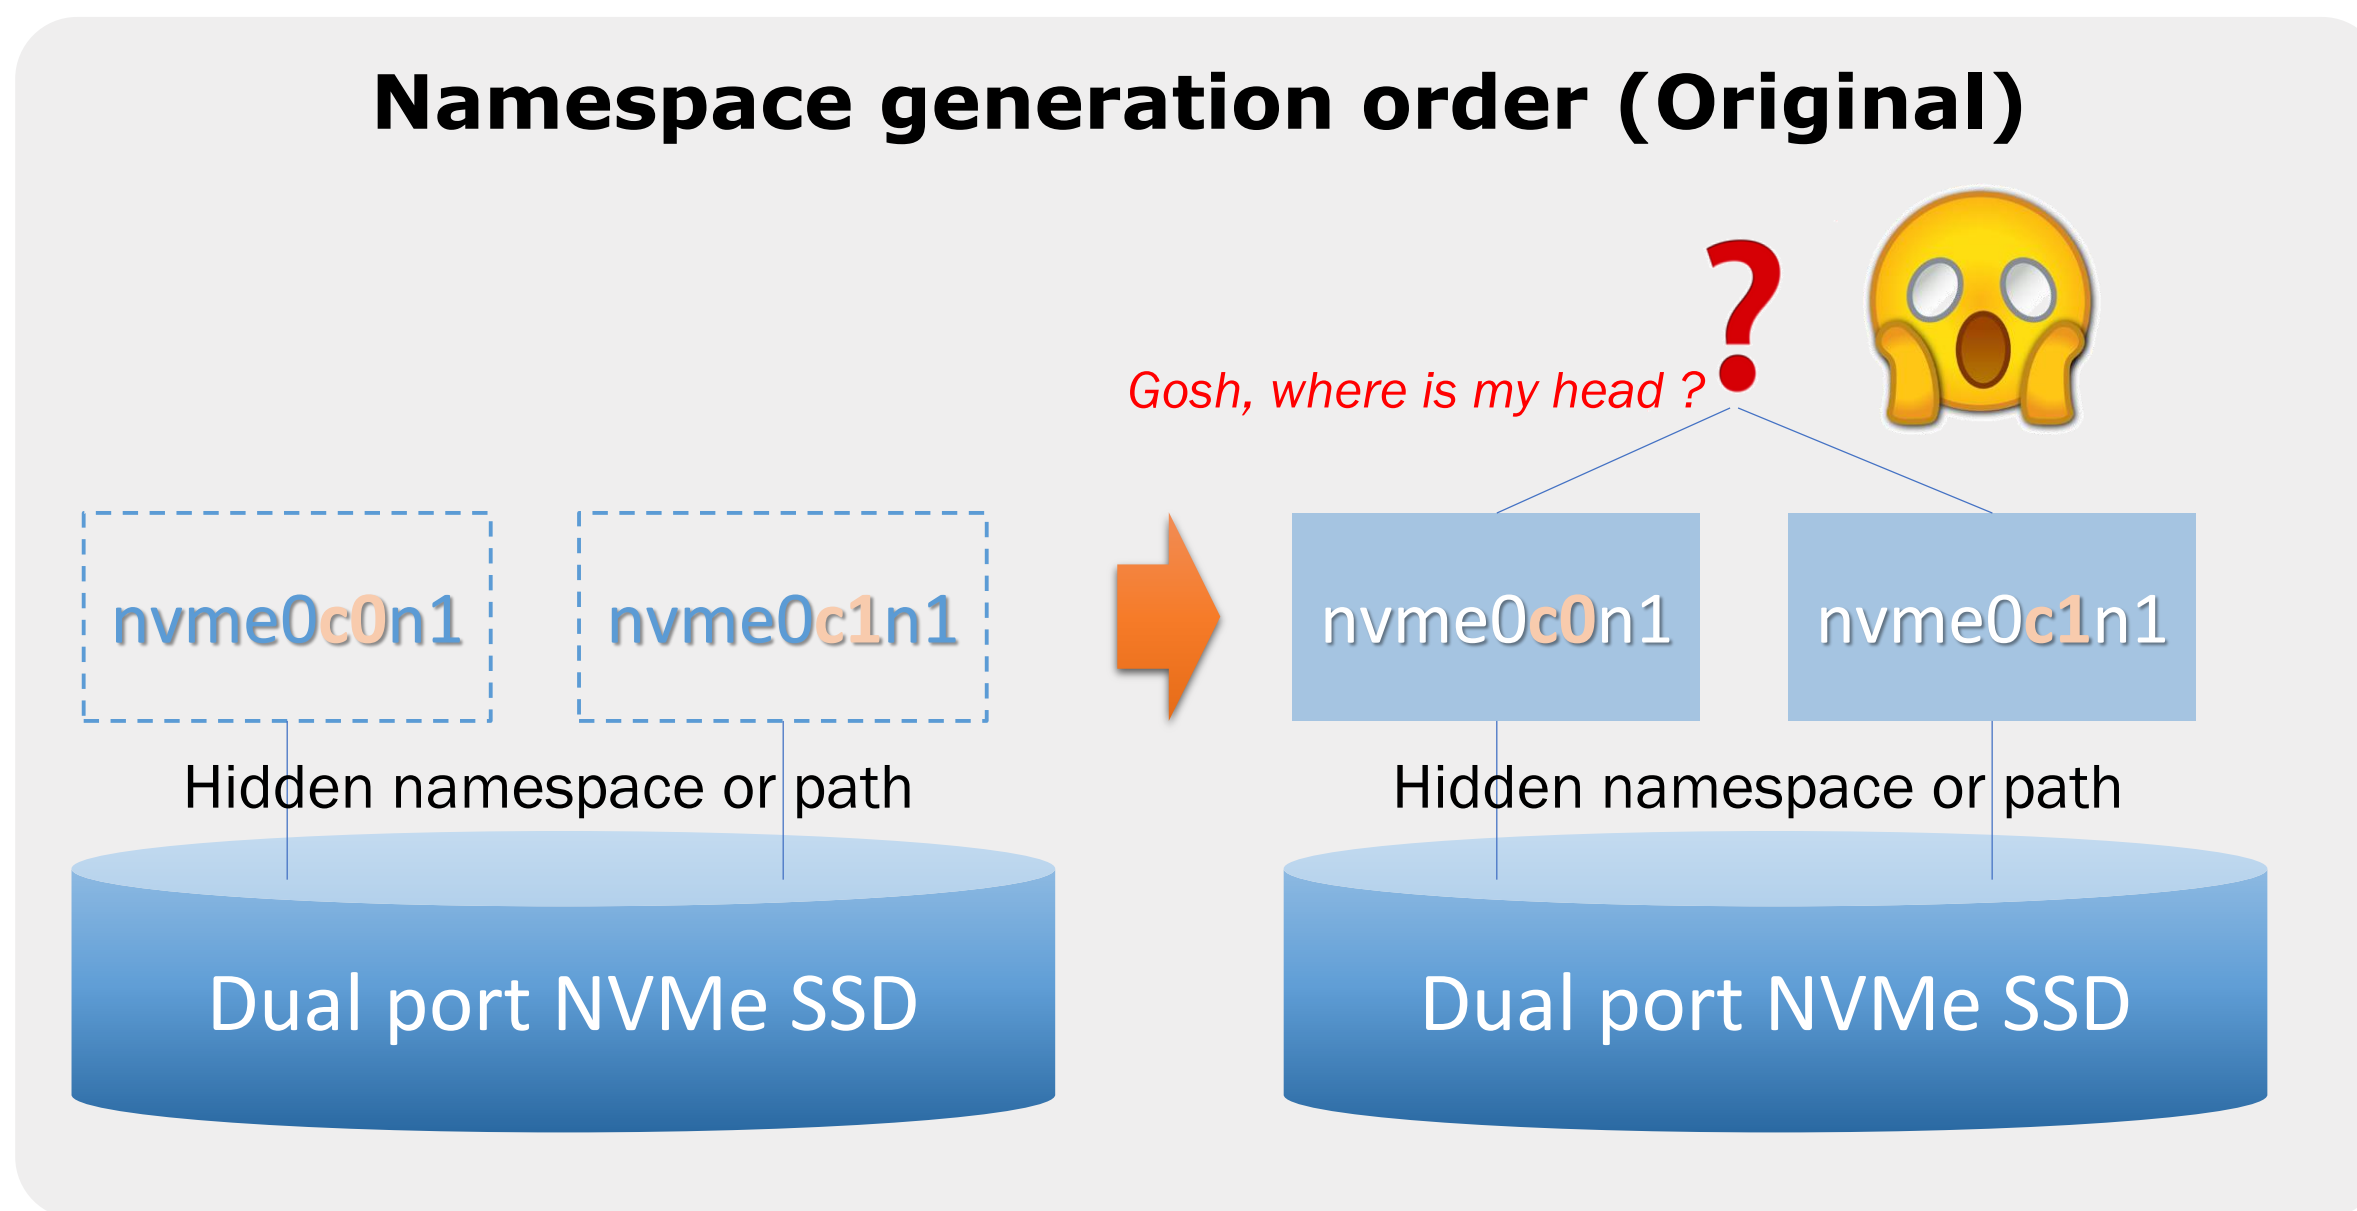 Namespace generation order (Original)
?
Gosh, where is my head ?
nvme0c0n1
nvme0c1n1
nvme0c0n1
nvme0c1n1
Hidden namespace or path
Hidden namespace or path
Dual port NVMe SSD
Dual port NVMe SSD